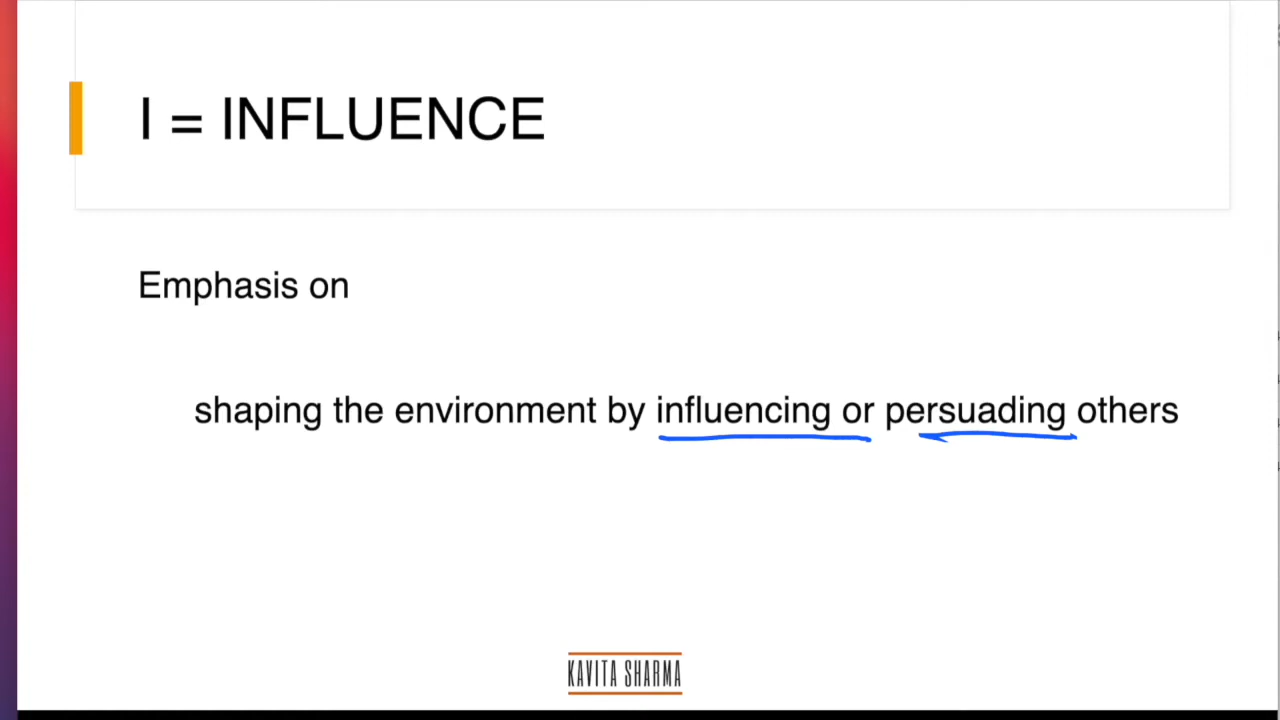 I = INFLUENCE
Emphasis on
shaping the environment by influencing or persuading others
KAVITA SHARMA